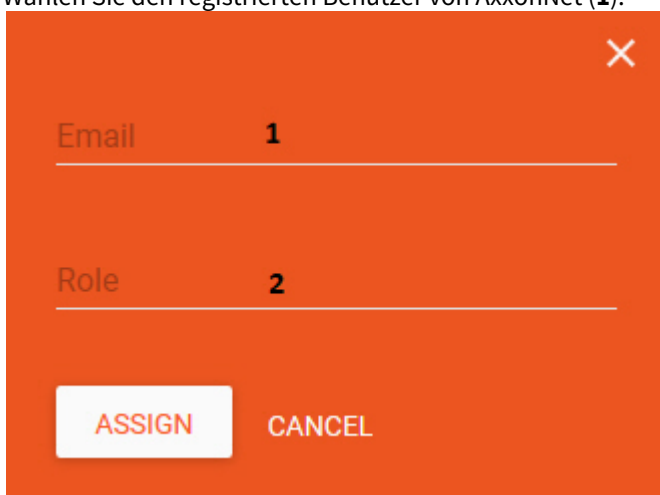 Wählen Sie den registrierten Benutzer von AxxonNet (1).
Email 1
Role 2
ASSIGN CANCEL